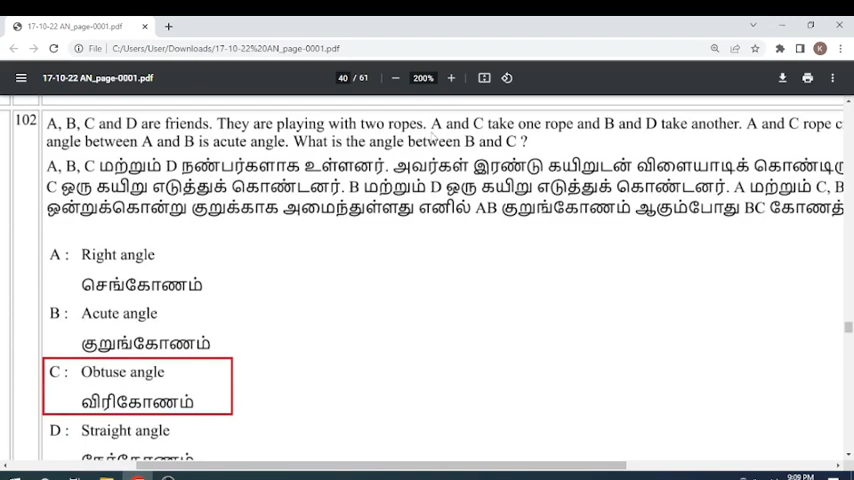 17-10-22 AN_page-0001.pdf
File
C:/Users/User/Downloads/17-10-22%20AN_page-0001.pdf
K
17-10-22 AN_page-0001.pdf
40 / 61
200%
102
A, B, C and D are friends. They are playing with two ropes. A and C take one rope and B and D take another. A and C rope c
angle between A and B is acute angle. What is the angle between B and C ?
A, B, C மற்றும் D நண்பர்களாக உள்ளனர். அவர்கள் இரண்டு கயிறுடன் விளையாடிக் கொண்டிரு
C ஒரு கயிறு எடுத்துக் கொண்டனர். B மற்றும் D ஒரு கயிறு எடுத்துக் கொண்டனர். A மற்றும் C, B
ஒன்றுக்கொன்று குறுக்காக அமைந்துள்ளது எனில் AB குறுங்கோணம் ஆகும்போது BC கோணத்
A : Right angle
செங்கோணம்
B : Acute angle
குறுங்கோணம்
C : Obtuse angle
விரிகோணம்
D : Straight angle
9:09 PM